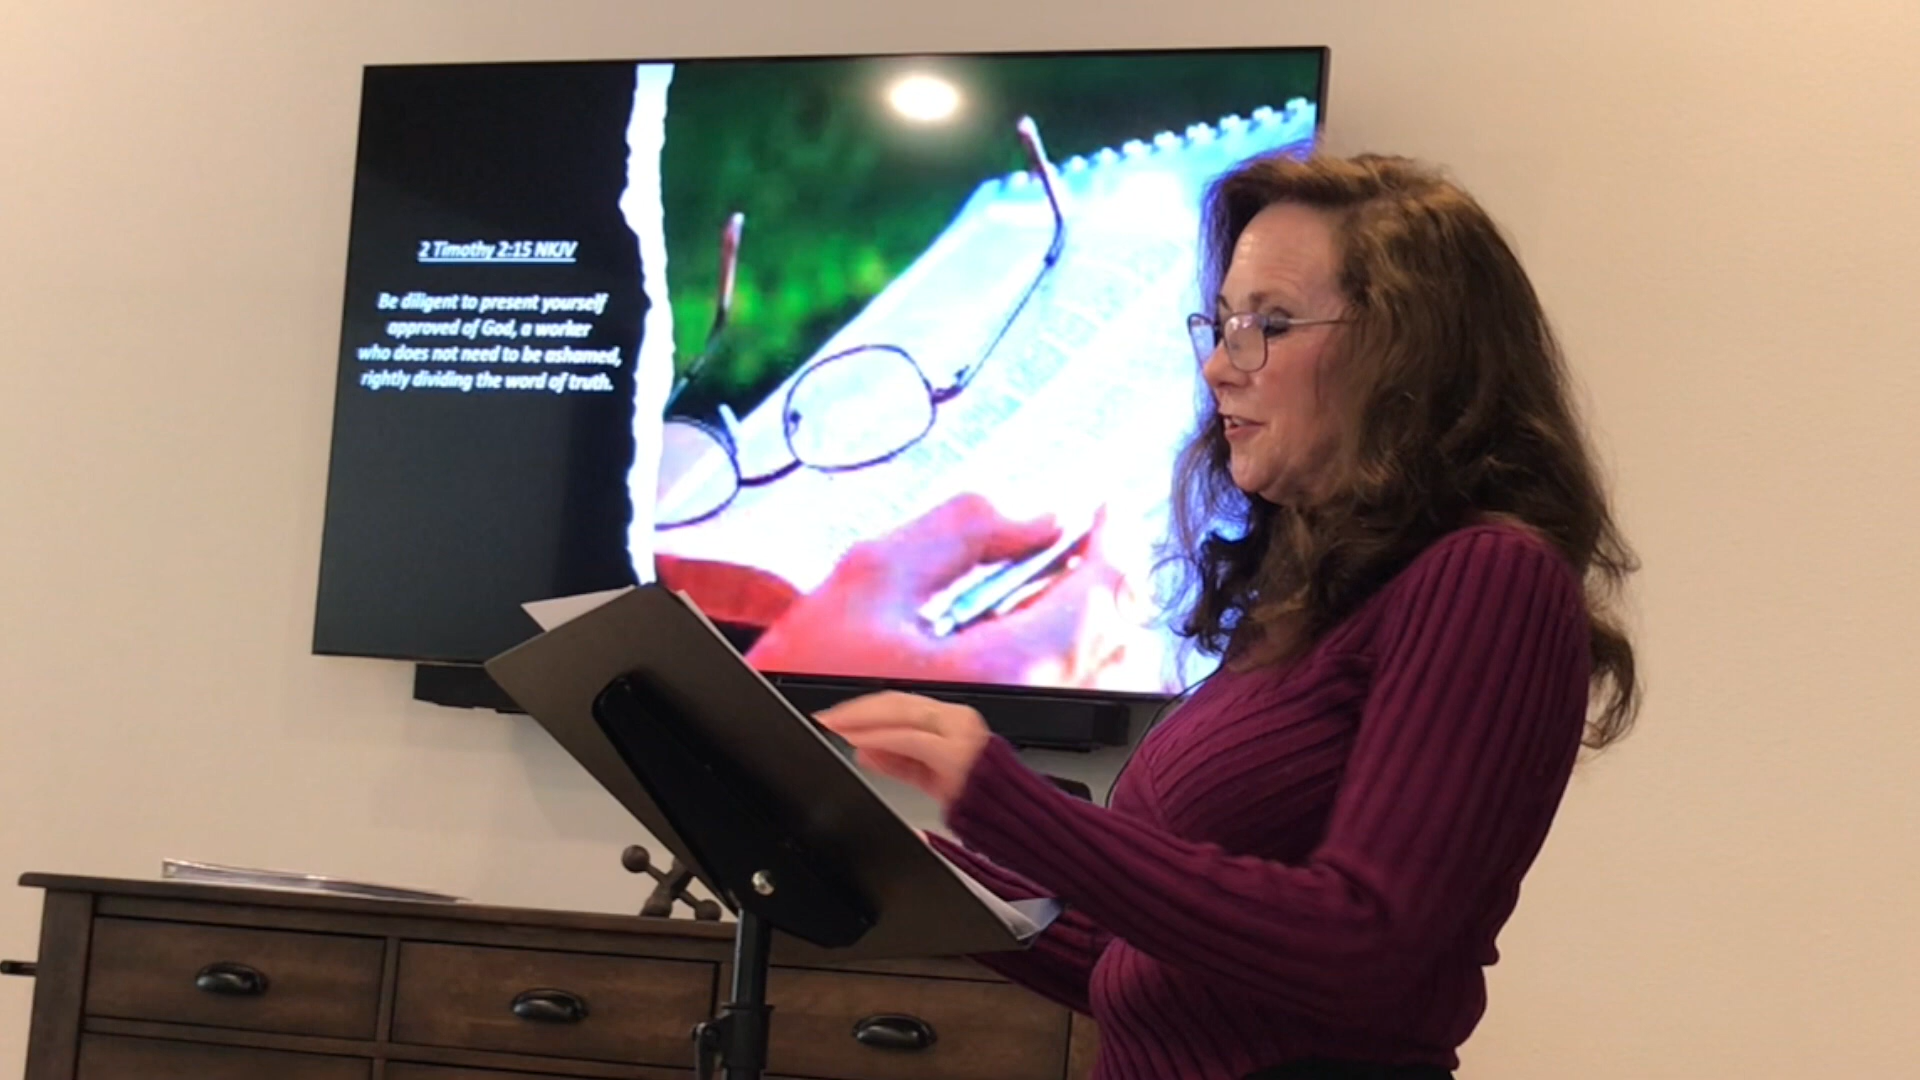 2 Timothy 2:15 NKJV
Be diligent to present yourself
approved of God, a worker
who does not need to be ashamed,
rightly dividing the word of truth.